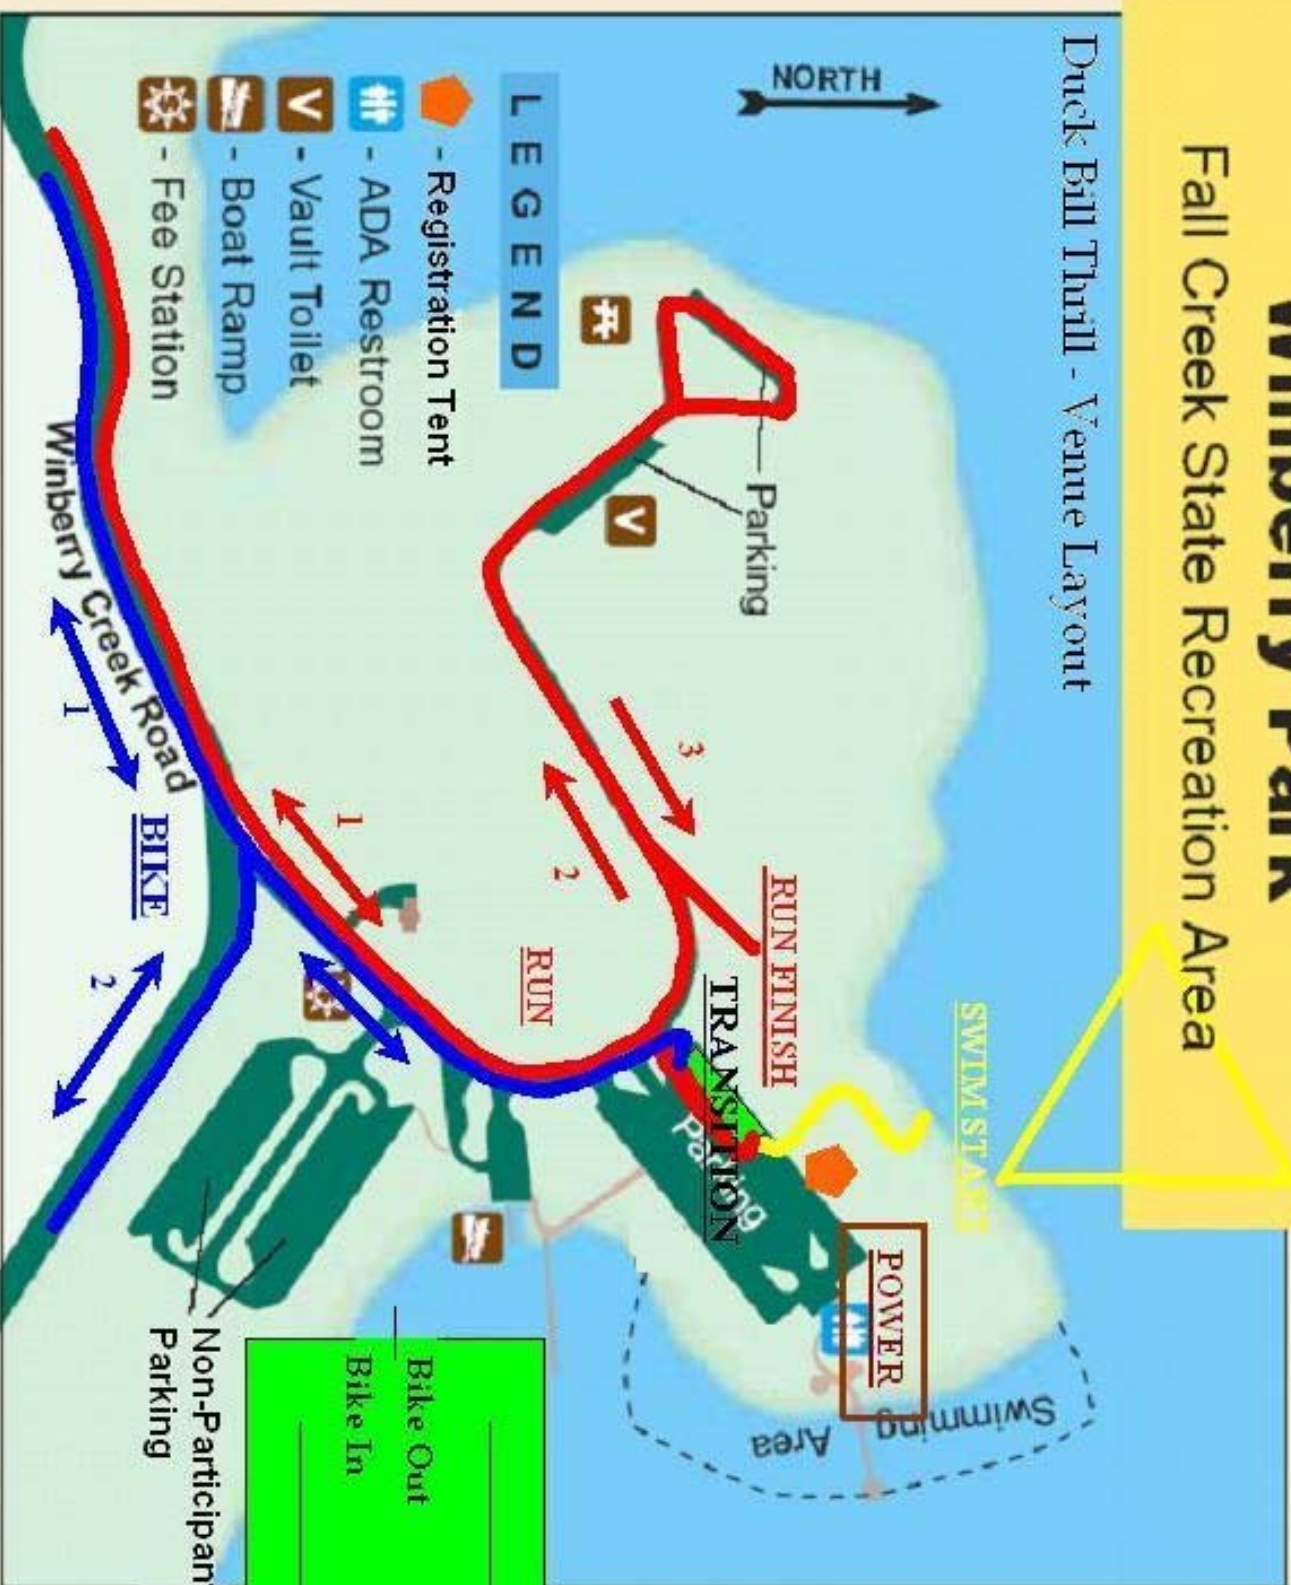 Winberry Park
Fall Creek State Recreation Area
Duck Bill Thrill - Venue Layout
NORTH
LEGEND
- Registration Tent
- ADA Restroom
V - Vault Toilet
- Boat Ramp
- Fee Station
Parking
V
3
2
1
RUN FINISH
RUN
SWIM START
TRANSITION
Parking
POWER
Swimming
Area
Winberry Creek Road
1
BIKE
2
Bike Out
Bike In
Non-Participant
Parking